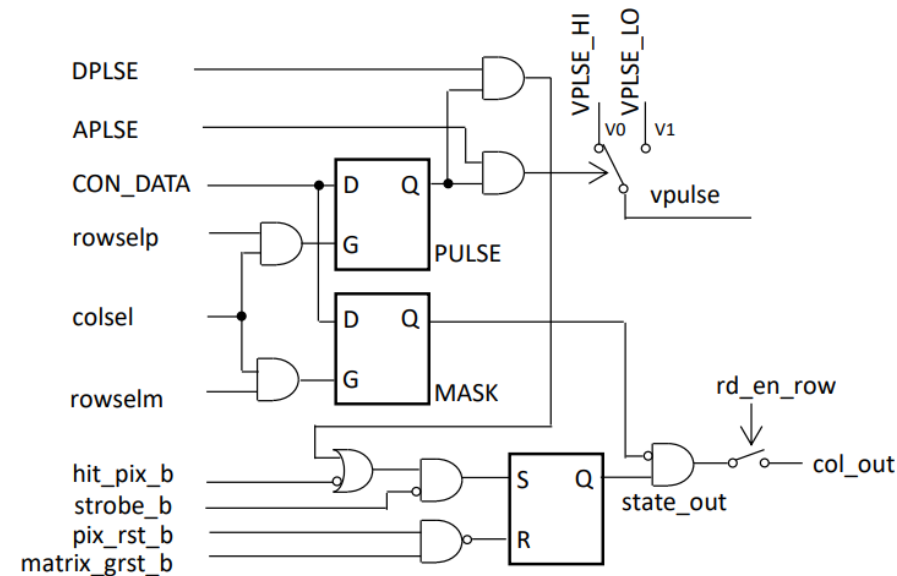 DPLSE
APLSE
CON_DATA
rowselp
colsel
rowselm
hit_pix_b
strobe_b
pix_rst_b
matrix_grst_b
D Q
G
PULSE
D Q
G
MASK
S Q
R
VPLSE_HI
VPLSE_LO
V0 V1
vpulse
rd_en_row
state_out
col_out